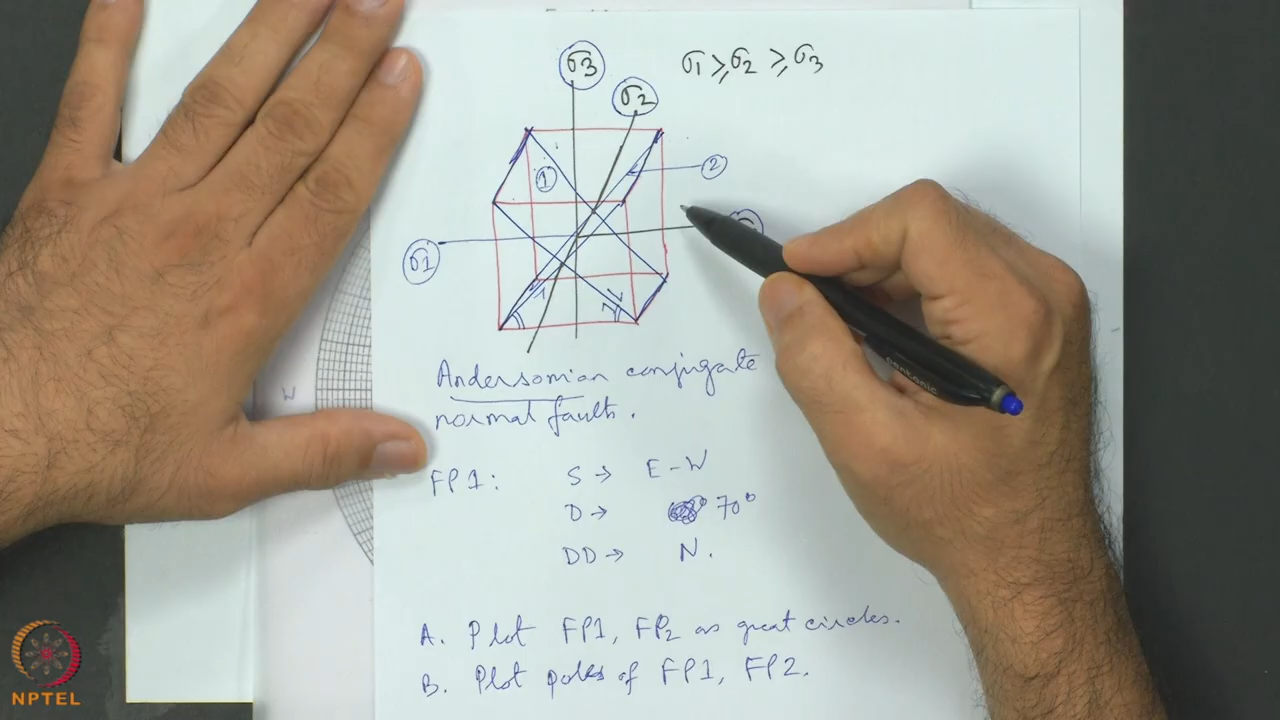 σ3
σ1 ⩾ σ2 ⩾ σ3
σ2
1
2
σ1
W
Andersonian conjugate
normal faults.
FP1:
S → E-W
D → 70°
DD → N.
A. Plot FP1, FP2 as great circles.
B. Plot poles of FP1, FP2.
NPTEL
pentonic